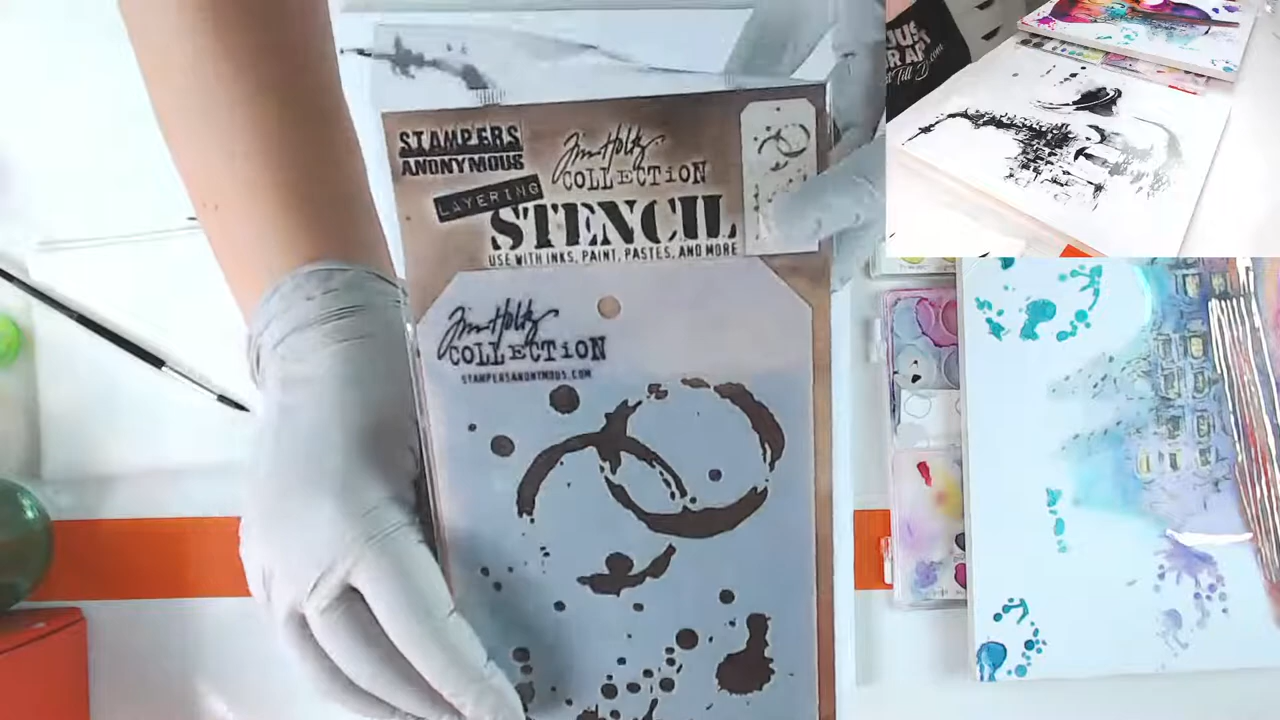 STAMPERS
ANONYMOUS
Tim Holtz
COLLECTION
LAYERING
STENCIL
USE WITH INKS, PAINT, PASTES, AND MORE
Tim Holtz
COLLECTION
STAMPERSANONYMOUS.COM
JUST